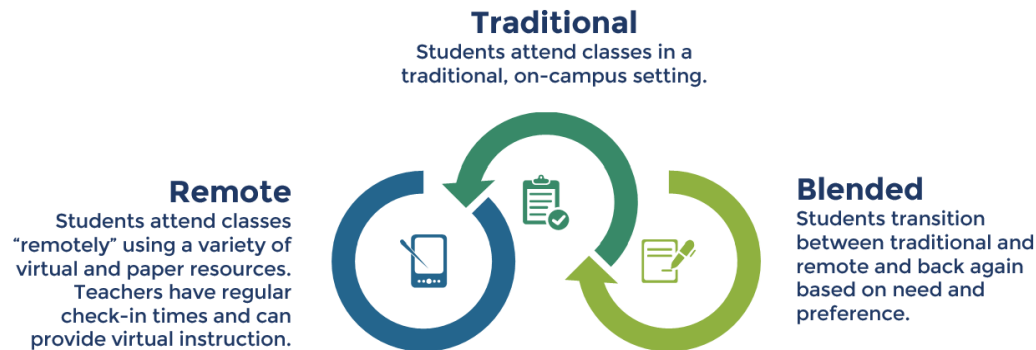 Traditional
Students attend classes in a
traditional, on-campus setting.
Remote
Students attend classes
“remotely” using a variety of
virtual and paper resources.
Teachers have regular
check-in times and can
provide virtual instruction.
Blended
Students transition
between traditional and
remote and back again
based on need and
preference.